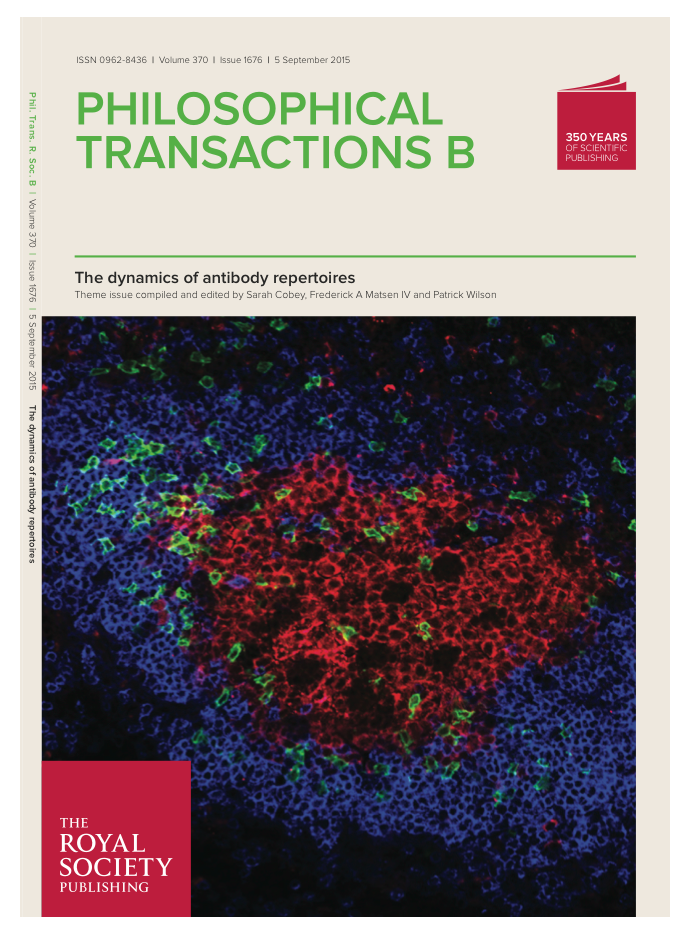 ISSN 0962-8436 | Volume 370 | Issue 1676 | 5 September 2015
PHILOSOPHICAL
TRANSACTIONS B
350 YEARS
OF SCIENTIFIC
PUBLISHING
The dynamics of antibody repertoires
Theme issue compiled and edited by Sarah Cobey, Frederick A Matsen IV and Patrick Wilson
Phil. Trans. R. Soc. B | Volume 370 | Issue 1676 | 5 September 2015 The dynamics of antibody repertoires
THE
ROYAL
SOCIETY
PUBLISHING